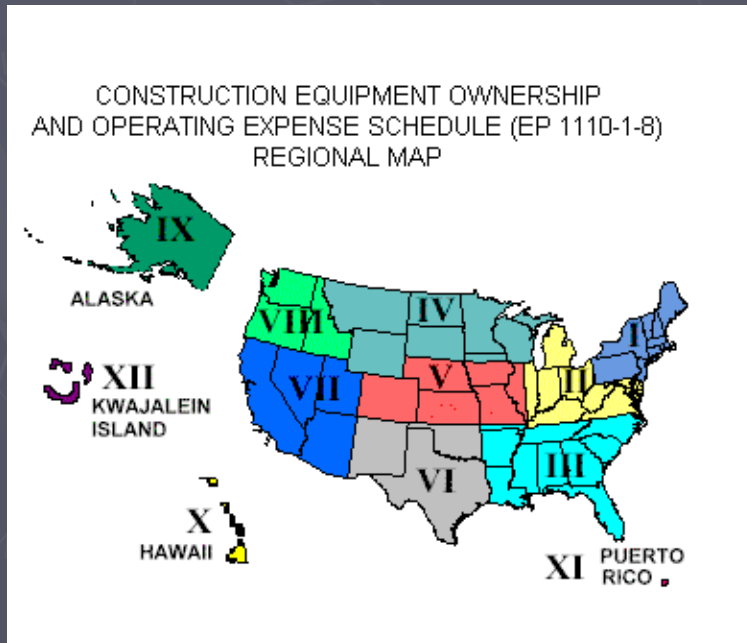 CONSTRUCTION EQUIPMENT OWNERSHIP
AND OPERATING EXPENSE SCHEDULE (EP 1110-1-8)
REGIONAL MAP
IX
ALASKA
IV
VIII
I
XII
KWAJALEIN
ISLAND
VII
V
II
VI
III
X
HAWAII
XI
PUERTO
RICO